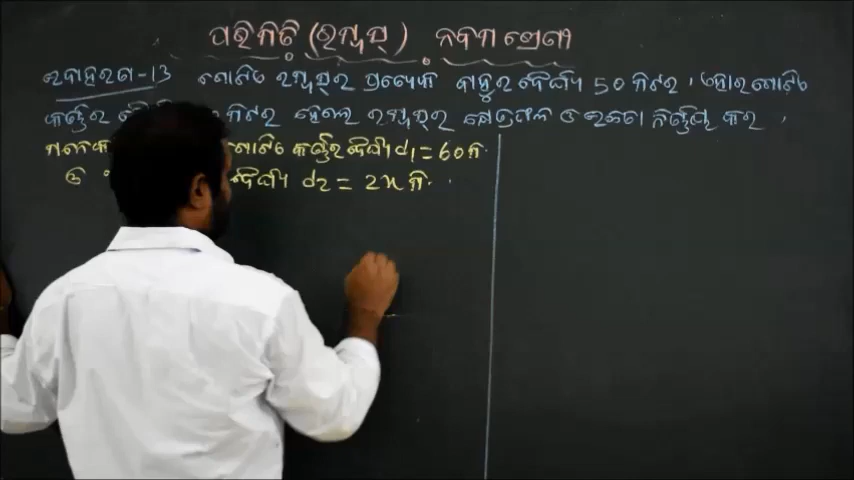 ପରିମିତି (ରମ୍ବସ୍) ନବମ ଶ୍ରେଣୀ
ଉଦାହରଣ-13 ଗୋଟିଏ ରମ୍ବସ୍‌ର ପ୍ରତ୍ୟେକ ବାହୁର ଦୈର୍ଘ୍ୟ 50 ମିଟର । ଏହାର ଗୋଟିଏ
କର୍ଣ୍ଣର ମିଟର ହେଲେ ରମ୍ବସ୍‌ର କ୍ଷେତ୍ରଫଳ ଓ ଉଚ୍ଚତା ନିର୍ଣ୍ଣୟ କର ।
ଗୋଟିଏ କର୍ଣ୍ଣର ଦୈର୍ଘ୍ୟ d1 = 60 ମି.
ଓ ଦୈର୍ଘ୍ୟ d2 = 2x ମି.